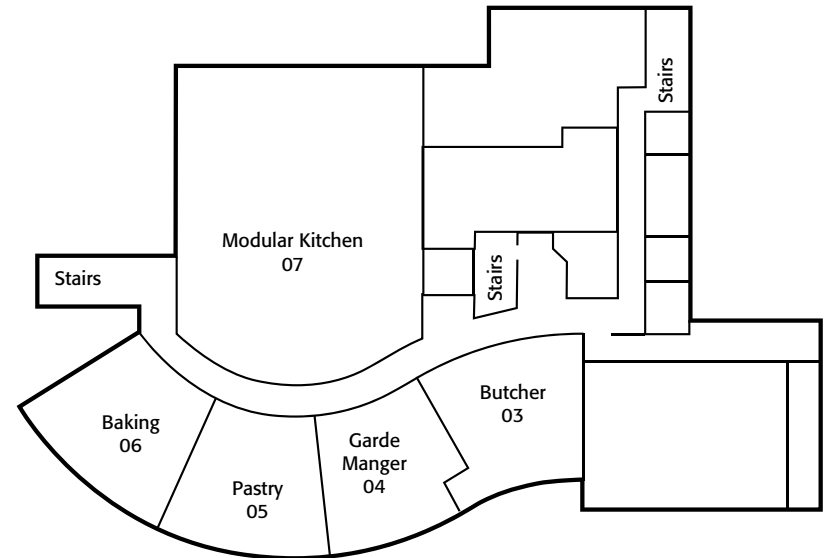 Stairs
Modular Kitchen
07
Stairs
Stairs
Butcher
03
Baking
06
Garde
Manger
04
Pastry
05